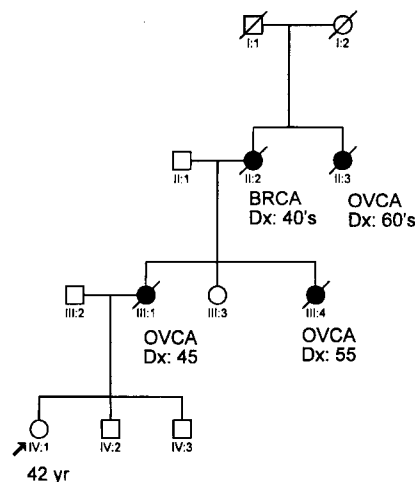 I:1 I:2
II:1 II:2 II:3
BRCA OVCA
Dx: 40's Dx: 60's
III:2 III:1 III:3 III:4
OVCA OVCA
Dx: 45 Dx: 55
IV:1 IV:2 IV:3
42 yr